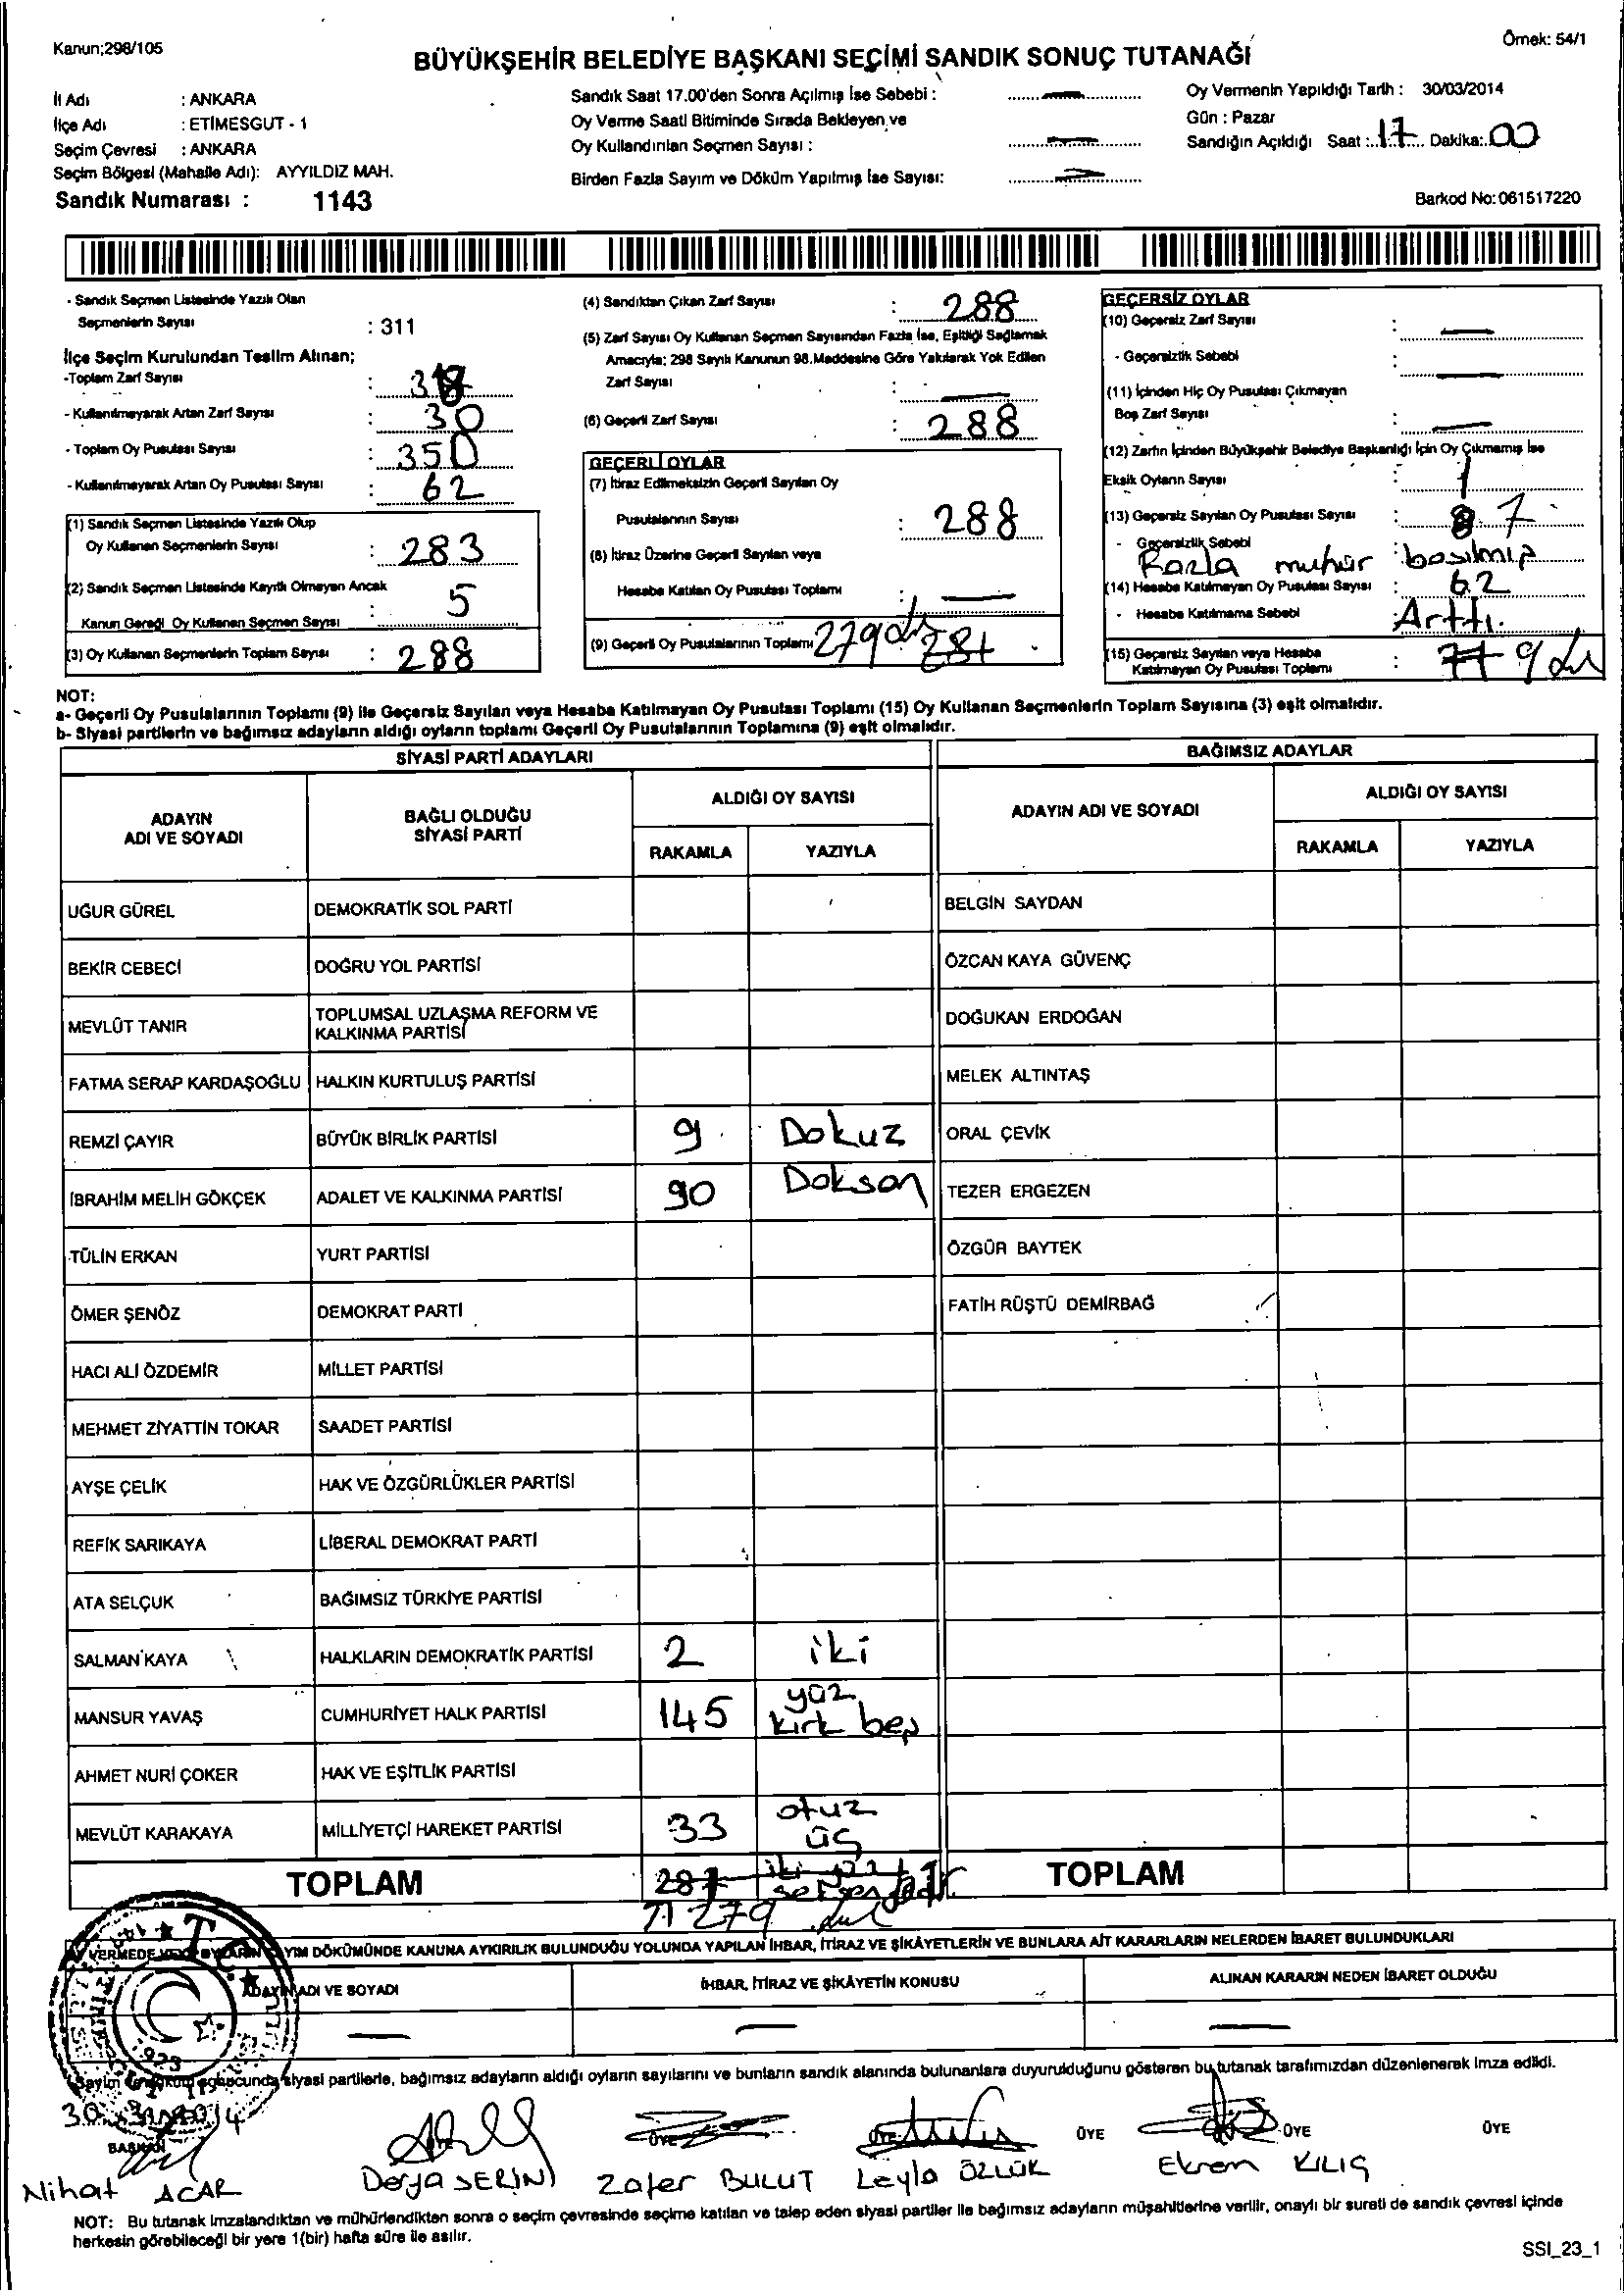 Kanun;298/105
Örnek: 54/1
BÜYÜKŞEHİR BELEDİYE BAŞKANI SEÇİMİ SANDIK SONUÇ TUTANAĞI
İl Adı : ANKARA
İlçe Adı : ETİMESGUT - 1
Seçim Çevresi : ANKARA
Seçim Bölgesi (Mahalle Adı): AYYILDIZ MAH.
Sandık Numarası : 1143
Sandık Saat 17.00'den Sonra Açılmış İse Sebebi :
Oy Verme Saati Bitiminde Sırada Bekleyen ve
Oy Kullandırılan Seçmen Sayısı :
Birden Fazla Sayım ve Döküm Yapılmış İse Sayısı:
Oy Vermenin Yapıldığı Tarih : 30/03/2014
Gün : Pazar
Sandığın Açıldığı Saat : 17 Dakika: 00
Barkod No: 061517220
- Sandık Seçmen Listesinde Yazılı Olan
Seçmenlerin Sayısı : 311
İlçe Seçim Kurulundan Teslim Alınan;
-Toplam Zarf Sayısı :
- Kullanılmayarak Artan Zarf Sayısı : 30
- Toplam Oy Pusulası Sayısı : 350
- Kullanılmayarak Artan Oy Pusulası Sayısı : 62
(1) Sandık Seçmen Listesinde Yazılı Olup
Oy Kullanan Seçmenlerin Sayısı : 283
(2) Sandık Seçmen Listesinde Kayıtlı Olmayan Ancak
Kanun Gereği Oy Kullanan Seçmen Sayısı : 5
(3) Oy Kullanan Seçmenlerin Toplam Sayısı : 288
(4) Sandıktan Çıkan Zarf Sayısı : 288
(5) Zarf Sayısı Oy Kullanan Seçmen Sayısından Fazla İse, Eşitliği Sağlamak
Amacıyla; 298 Sayılı Kanunun 98.Maddesine Göre Yakılarak Yok Edilen
Zarf Sayısı :
(6) Geçerli Zarf Sayısı : 288
GEÇERLİ OYLAR
(7) İtiraz Edilmeksizin Geçerli Sayılan Oy
Pusulalarının Sayısı : 288
(8) İtiraz Üzerine Geçerli Sayılan veya
Hesaba Katılan Oy Pusulası Toplamı :
(9) Geçerli Oy Pusulalarının Toplamı 279 281
GEÇERSİZ OYLAR
(10) Geçersiz Zarf Sayısı :
- Geçersizlik Sebebi :
(11) İçinden Hiç Oy Pusulası Çıkmayan
Boş Zarf Sayısı :
(12) Zarfın İçinden Büyükşehir Belediye Başkanlığı İçin Oy Çıkmamış İse
Eksik Oyların Sayısı : 1
(13) Geçersiz Sayılan Oy Pusulası Sayısı : 8 7
- Geçersizlik Sebebi : Fazla mühür basılmış
(14) Hesaba Katılmayan Oy Pusulası Sayısı : 62
- Hesaba Katılmama Sebebi : Arttı.
(15) Geçersiz Sayılan veya Hesaba
Katılmayan Oy Pusulası Toplamı : 9
NOT:
a- Geçerli Oy Pusulalarının Toplamı (9) ile Geçersiz Sayılan veya Hesaba Katılmayan Oy Pusulası Toplamı (15) Oy Kullanan Seçmenlerin Toplam Sayısına (3) eşit olmalıdır.
b- Siyasi partilerin ve bağımsız adayların aldığı oyların toplamı Geçerli Oy Pusulalarının Toplamına (9) eşit olmalıdır.
SİYASİ PARTİ ADAYLARI
BAĞIMSIZ ADAYLAR
ADAYIN
ADI VE SOYADI
BAĞLI OLDUĞU
SİYASİ PARTİ
ALDIĞI OY SAYISI
RAKAMLA YAZIYLA
ADAYIN ADI VE SOYADI
ALDIĞI OY SAYISI
RAKAMLA YAZIYLA
UĞUR GÜREL DEMOKRATİK SOL PARTİ BELGİN SAYDAN
BEKİR CEBECİ DOĞRU YOL PARTİSİ ÖZCAN KAYA GÜVENÇ
MEVLÜT TANIR TOPLUMSAL UZLAŞMA REFORM VE
KALKINMA PARTİSİ DOĞUKAN ERDOĞAN
FATMA SERAP KARDAŞOĞLU HALKIN KURTULUŞ PARTİSİ MELEK ALTINTAŞ
REMZİ ÇAYIR BÜYÜK BİRLİK PARTİSİ 9 Dokuz ORAL ÇEVİK
İBRAHİM MELİH GÖKÇEK ADALET VE KALKINMA PARTİSİ 90 Doksan TEZER ERGEZEN
TÜLİN ERKAN YURT PARTİSİ ÖZGÜR BAYTEK
ÖMER ŞENÖZ DEMOKRAT PARTİ FATİH RÜŞTÜ DEMİRBAĞ
HACI ALİ ÖZDEMİR MİLLET PARTİSİ
MEHMET ZİYATTİN TOKAR SAADET PARTİSİ
AYŞE ÇELİK HAK VE ÖZGÜRLÜKLER PARTİSİ
REFİK SARIKAYA LİBERAL DEMOKRAT PARTİ
ATA SELÇUK BAĞIMSIZ TÜRKİYE PARTİSİ
SALMAN KAYA HALKLARIN DEMOKRATİK PARTİSİ 2 iki
MANSUR YAVAŞ CUMHURİYET HALK PARTİSİ 145 yüz
kırk beş
AHMET NURİ ÇOKER HAK VE EŞİTLİK PARTİSİ
MEVLÜT KARAKAYA MİLLİYETÇİ HAREKET PARTİSİ 33 otuz
üç
TOPLAM 281 iki yüz
seksen bir
TOPLAM
279
OY VERMEDE VEYA OYLARIN SAYIM DÖKÜMÜNDE KANUNA AYKIRILIK BULUNDUĞU YOLUNDA YAPILAN İHBAR, İTİRAZ VE ŞİKÂYETLERİN VE BUNLARA AİT KARARLARIN NELERDEN İBARET BULUNDUKLARI
ADAYIN ADI VE SOYADI İHBAR, İTİRAZ VE ŞİKÂYETİN KONUSU ALINAN KARARIN NEDEN İBARET OLDUĞU
Sayım ve döküm sonucunda siyasi partilerle, bağımsız adayların aldığı oyların sayılarını ve bunların sandık alanında bulunanlara duyurulduğunu gösteren bu tutanak tarafımızdan düzenlenerek imza edildi.
BAŞKAN ÜYE ÜYE ÜYE ÜYE ÜYE ÜYE
Nihat ACAR Derya SERİN Zafer BULUT Leyla ÖZLÜK Ekrem KILIÇ
NOT: Bu tutanak imzalandıktan ve mühürlendikten sonra o seçim çevresinde seçime katılan ve talep eden siyasi partiler ile bağımsız adayların müşahitlerine verilir, onaylı bir sureti de sandık çevresi içinde
herkesin görebileceği bir yere 1(bir) hafta süre ile asılır.
SSI_23_1